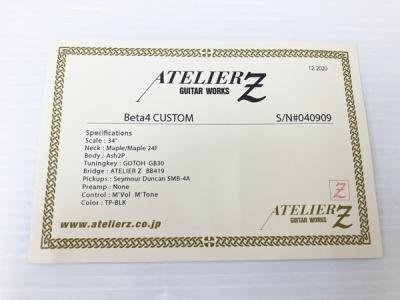 ATELIER Z
GUITAR WORKS
12, 2020
Beta4 CUSTOM S/N#040909
Specifications
Scale : 34"
Neck : Maple/Maple 24F
Body : Ash2P
Tuningkey : GOTOH GB30
Bridge : ATELIER Z BB419
Pickups : Seymour Duncan SMB-4A
Preamp : None
Control : M'Vol M'Tone
Color : TP-BLK
www.atelierz.co.jp
ATELIER Z
GUITAR WORKS
Z